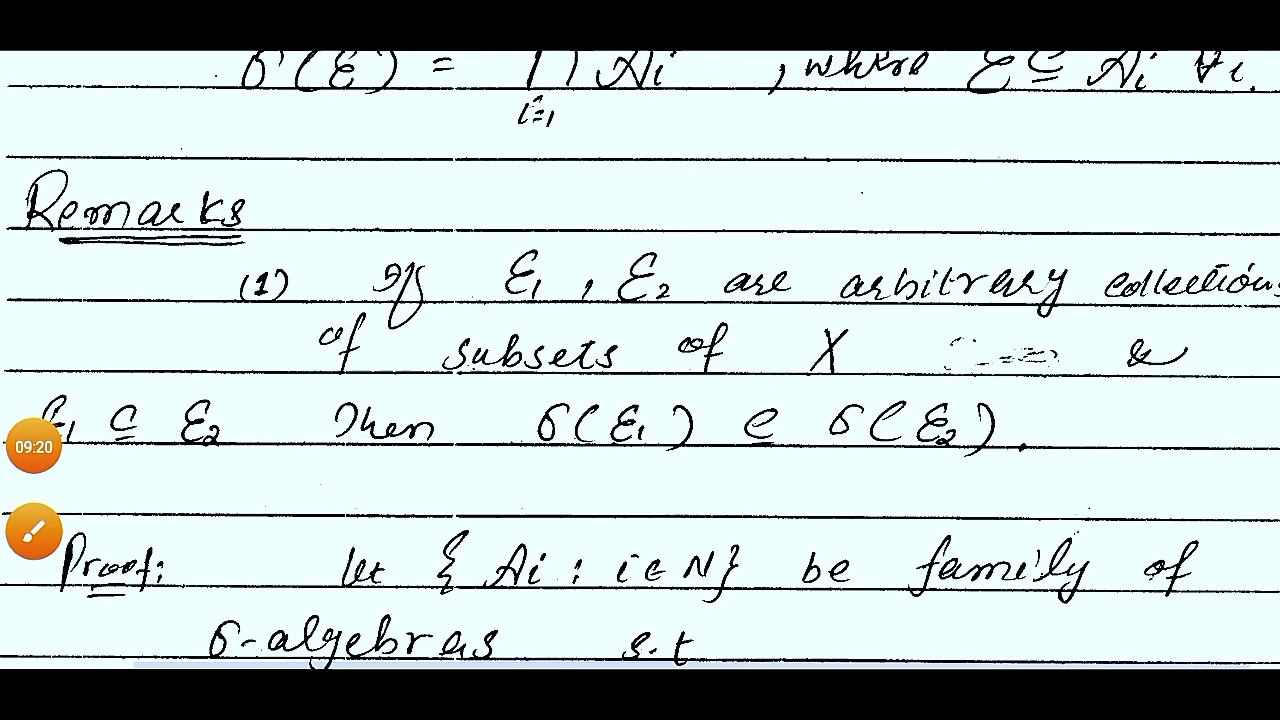 σ(ℰ) = ⋂ Ai , where ℰ ⊆ Ai ∀i.
i=1
Remarks
(1) If ℰ1 , ℰ2 are arbitrary collections
of subsets of X &
ℰ1 ⊆ ℰ2 Then σ(ℰ1) ⊆ σ(ℰ2).
09:20
Proof: let { Ai : i ∈ N} be family of
σ-algebras s.t